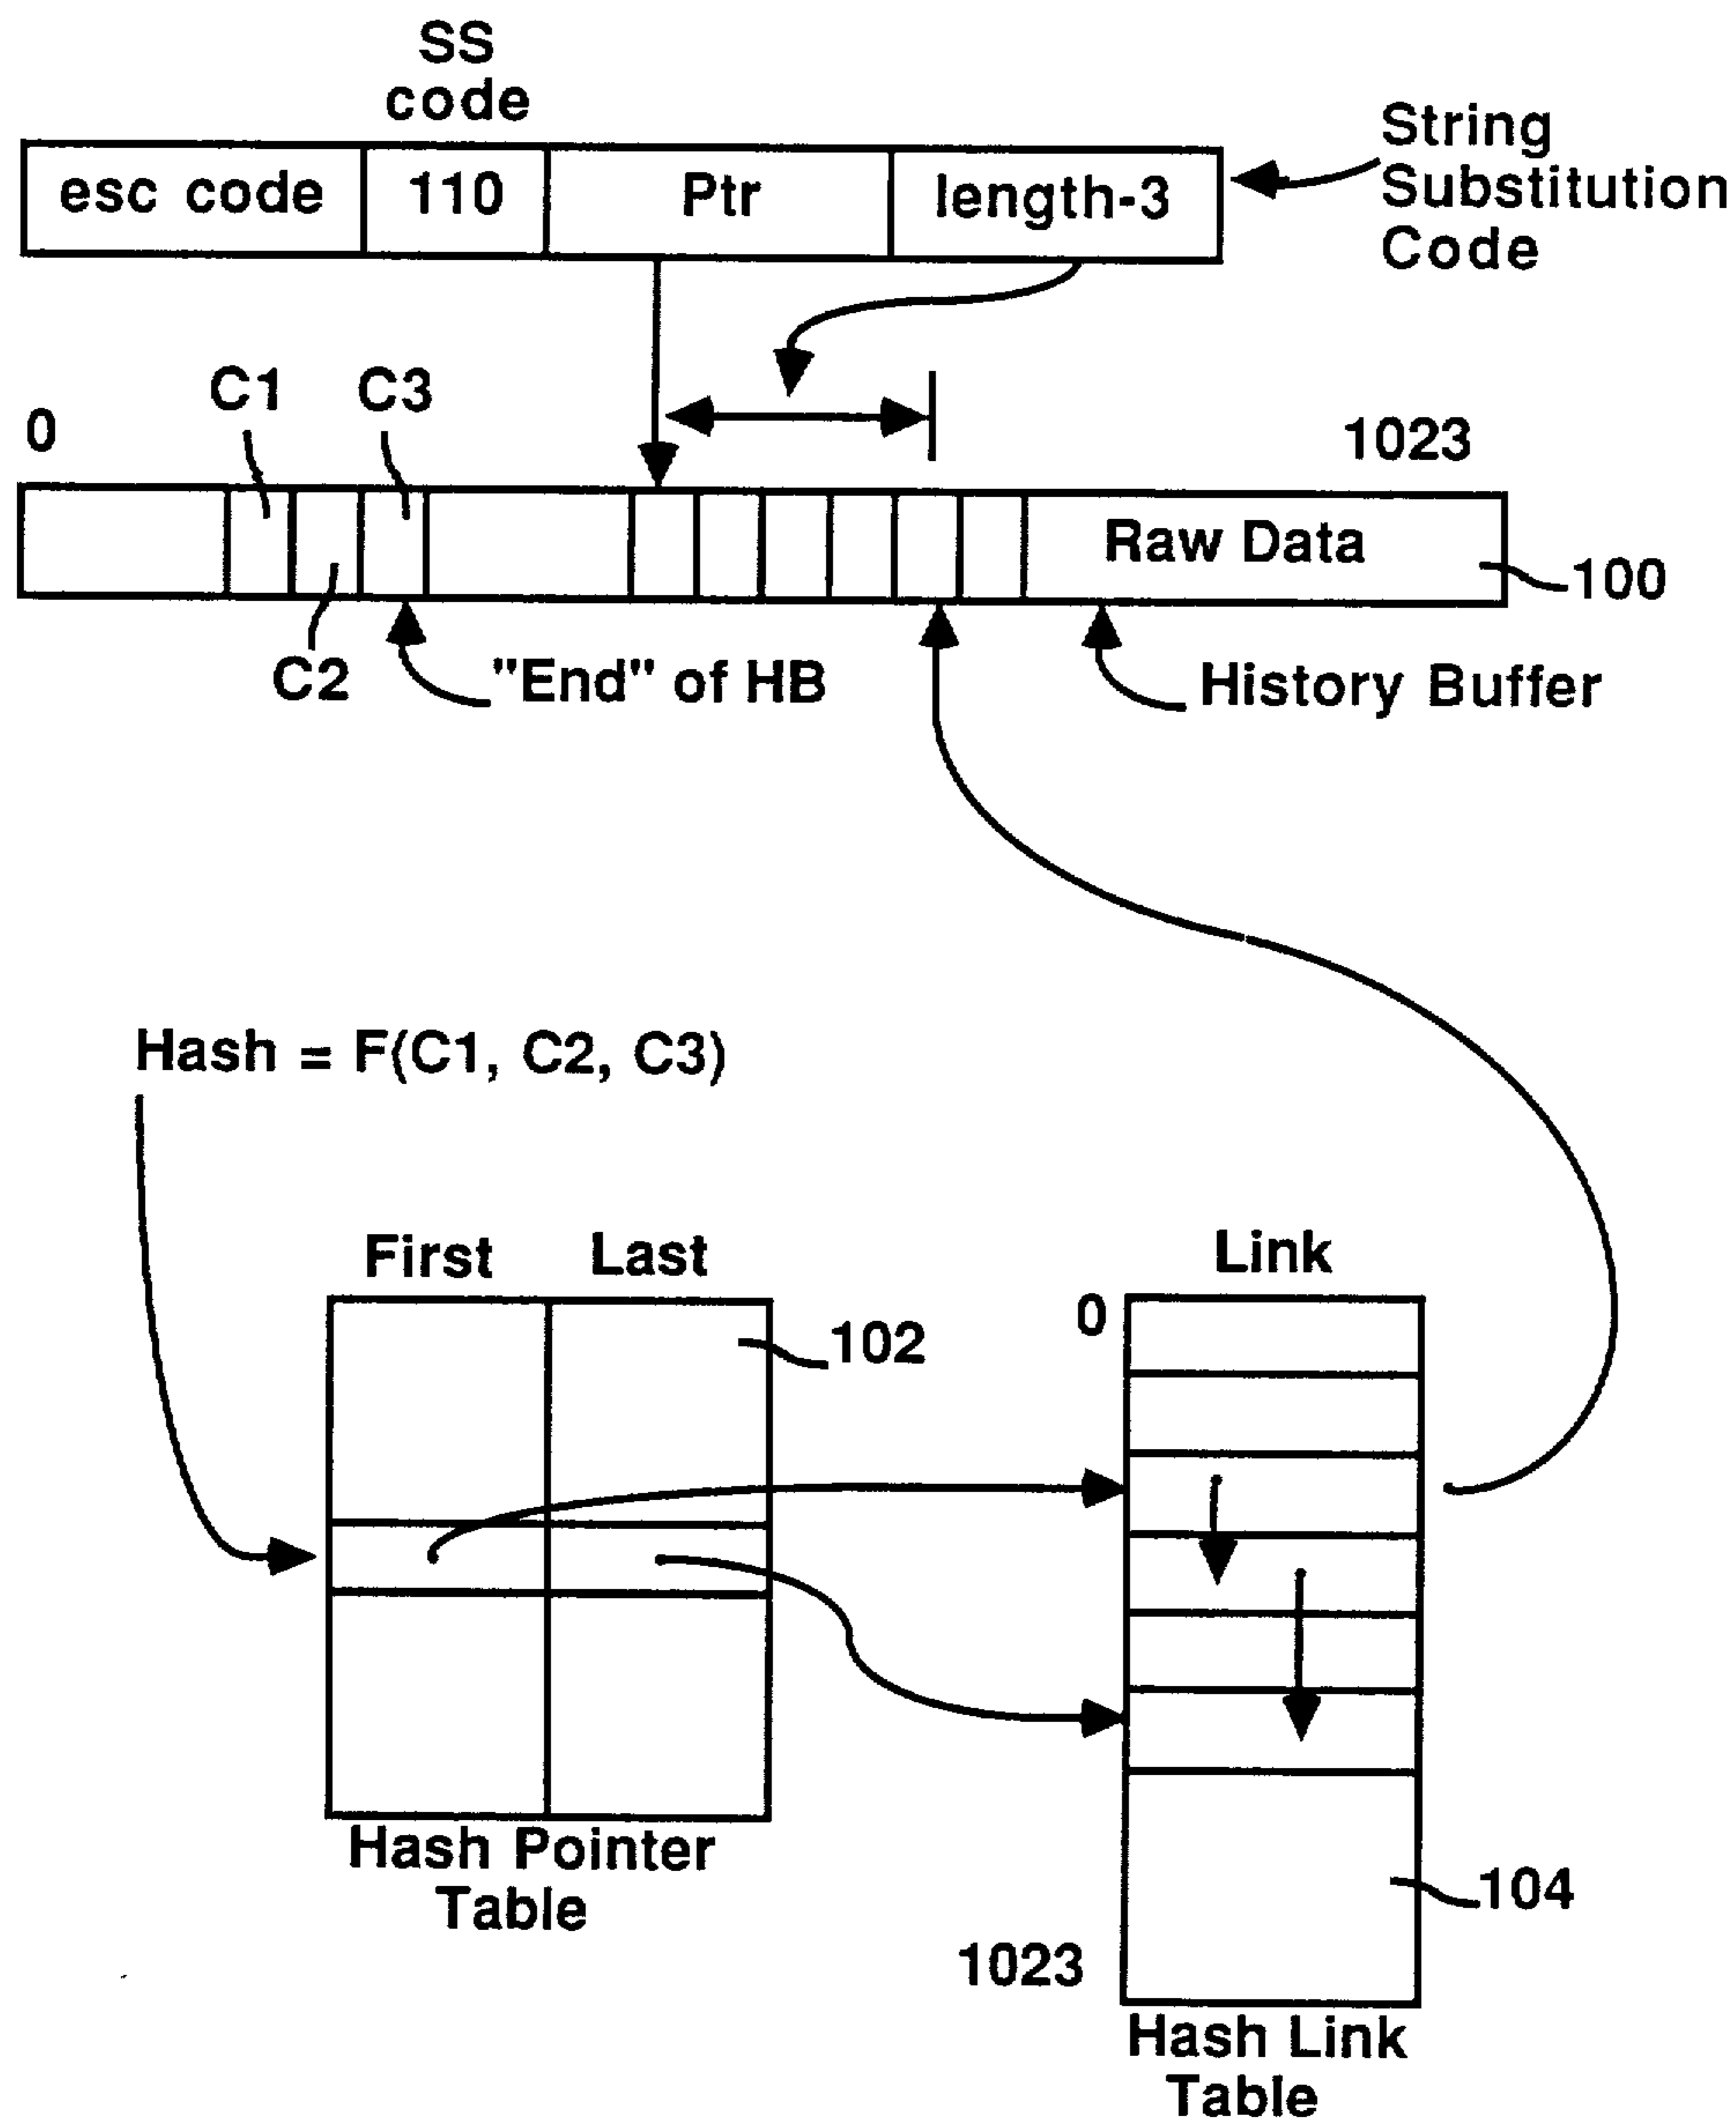 SS
code
esc code 110 Ptr length-3
String
Substitution
Code
C1 C3
0 1023
Raw Data
100
C2
"End" of HB
History Buffer
Hash = F(C1, C2, C3)
First Last
Link
0
102
Hash Pointer
Table
104
1023
Hash Link
Table